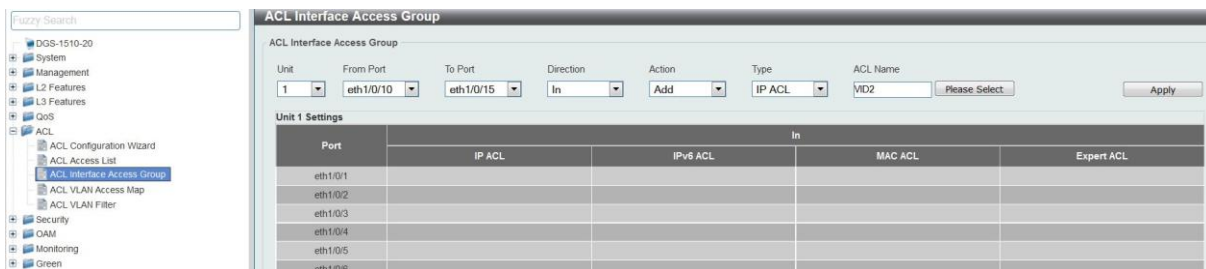 Fuzzy Search
DGS-1510-20
System
Management
L2 Features
L3 Features
QoS
ACL
ACL Configuration Wizard
ACL Access List
ACL Interface Access Group
ACL VLAN Access Map
ACL VLAN Filter
Security
OAM
Monitoring
Green
ACL Interface Access Group
ACL Interface Access Group
Unit From Port To Port Direction Action Type ACL Name
1 eth1/0/10 eth1/0/15 In Add IP ACL VID2 Please Select Apply
Unit 1 Settings
Port In
IP ACL IPv6 ACL MAC ACL Expert ACL
eth1/0/1
eth1/0/2
eth1/0/3
eth1/0/4
eth1/0/5
eth1/0/6